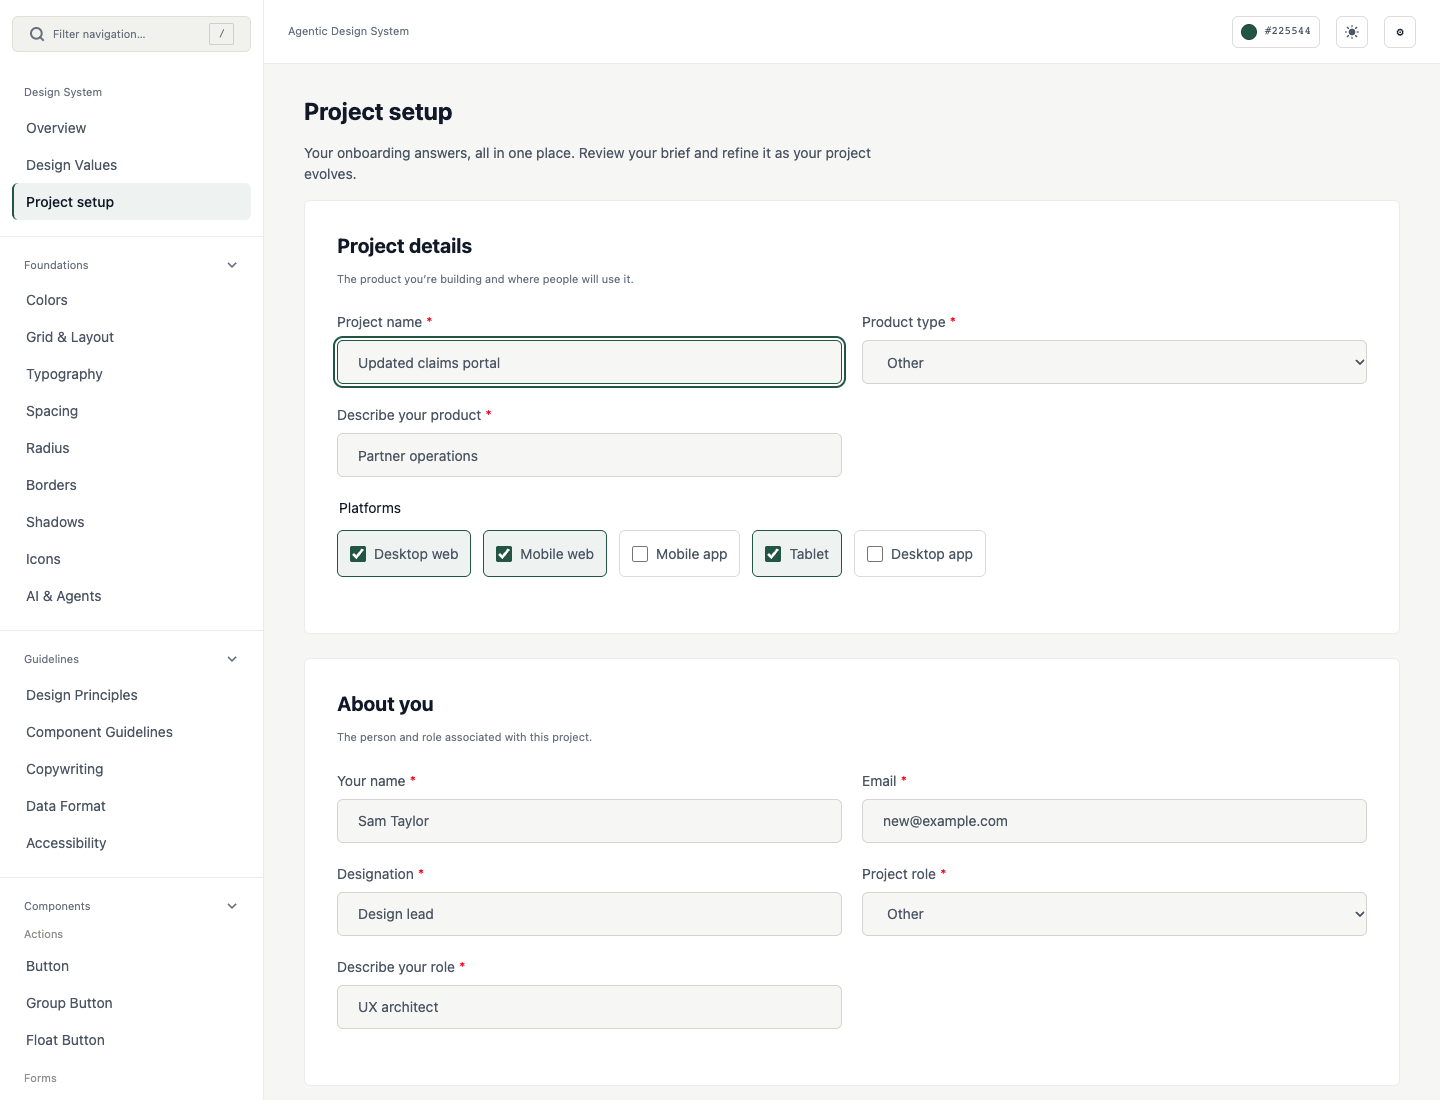 Filter navigation...
/
Design System
Overview
Design Values
Project setup
Foundations
Colors
Grid & Layout
Typography
Spacing
Radius
Borders
Shadows
Icons
AI & Agents
Guidelines
Design Principles
Component Guidelines
Copywriting
Data Format
Accessibility
Components
Actions
Button
Group Button
Float Button
Forms
Agentic Design System
#225544
Project setup
Your onboarding answers, all in one place. Review your brief and refine it as your project
evolves.
Project details
The product you're building and where people will use it.
Project name *
Updated claims portal
Product type *
Other
Describe your product *
Partner operations
Platforms
Desktop web
Mobile web
Mobile app
Tablet
Desktop app
About you
The person and role associated with this project.
Your name *
Sam Taylor
Email *
new@example.com
Designation *
Design lead
Project role *
Other
Describe your role *
UX architect